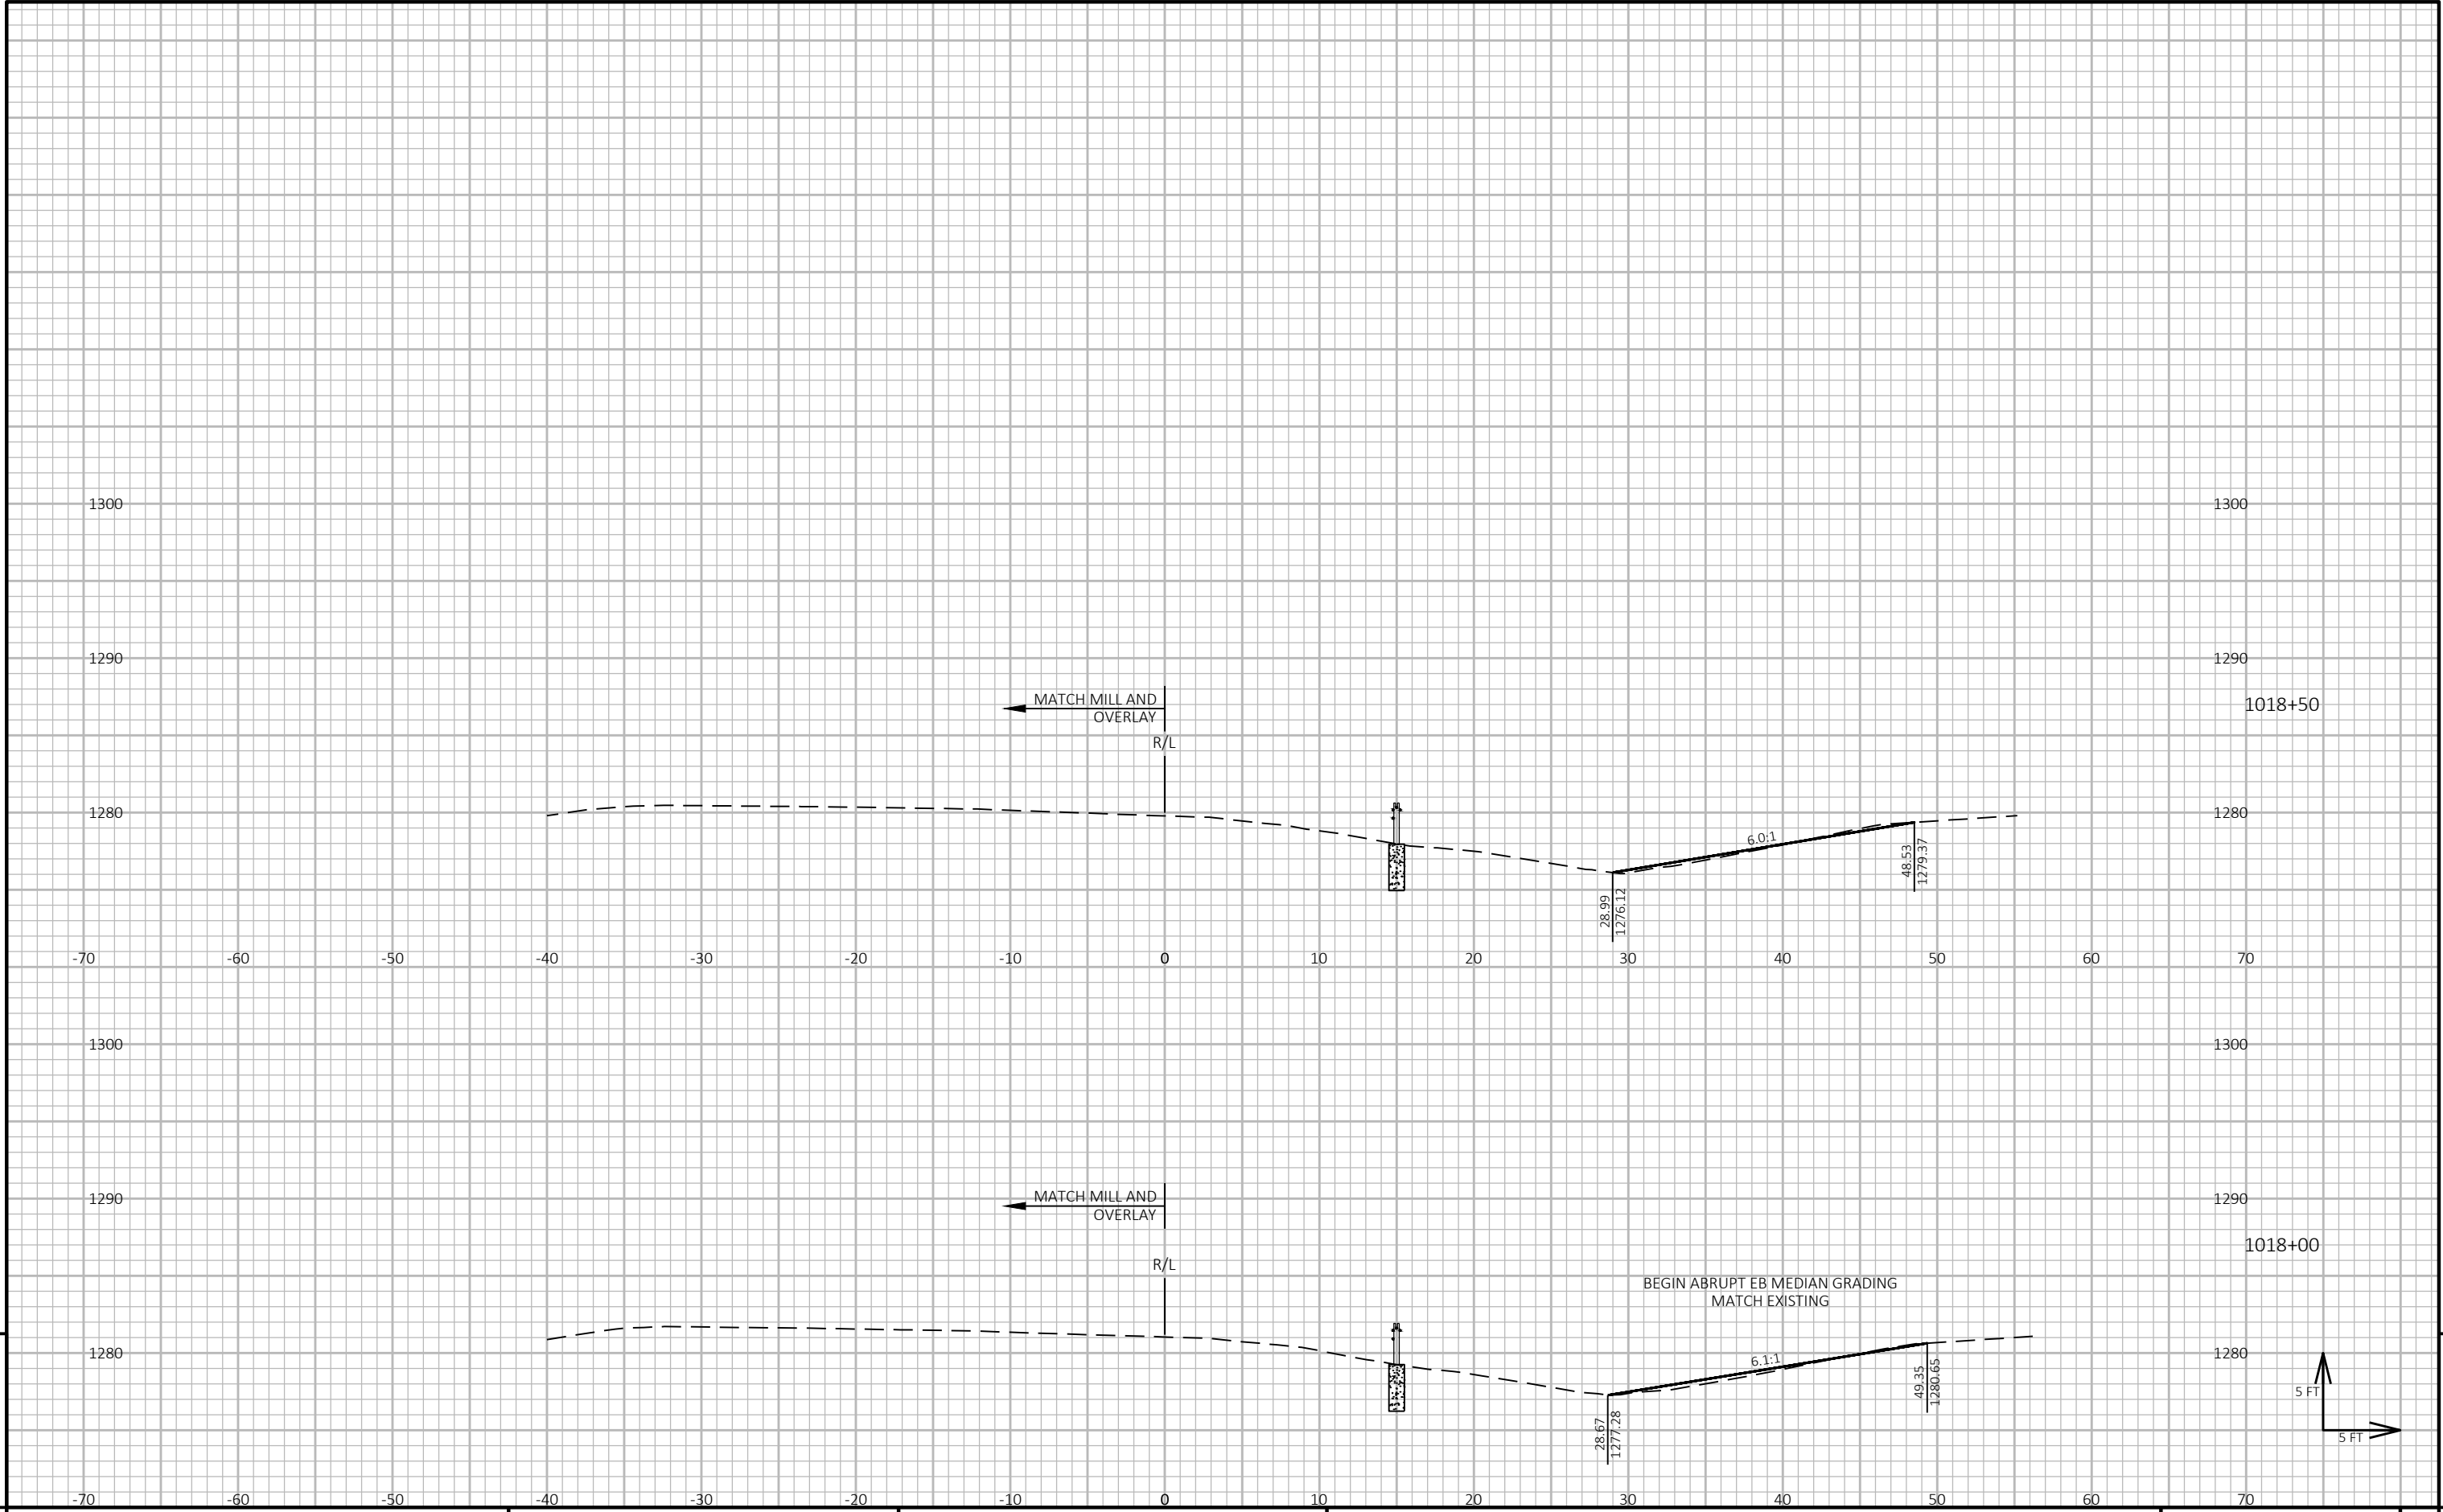 1300 1300
1290 1290
MATCH MILL AND
OVERLAY
1018+50
R/L
1280 1280
6.0:1
48.53
1279.37
28.99
1276.12
-70 -60 -50 -40 -30 -20 -10 0 10 20 30 40 50 60 70
1300 1300
1290 1290
MATCH MILL AND
OVERLAY
1018+00
R/L
BEGIN ABRUPT EB MEDIAN GRADING
MATCH EXISTING
1280 1280
6.1:1
49.35
1280.65
28.67
1277.28
5 FT
5 FT
-70 -60 -50 -40 -30 -20 -10 0 10 20 30 40 50 60 70